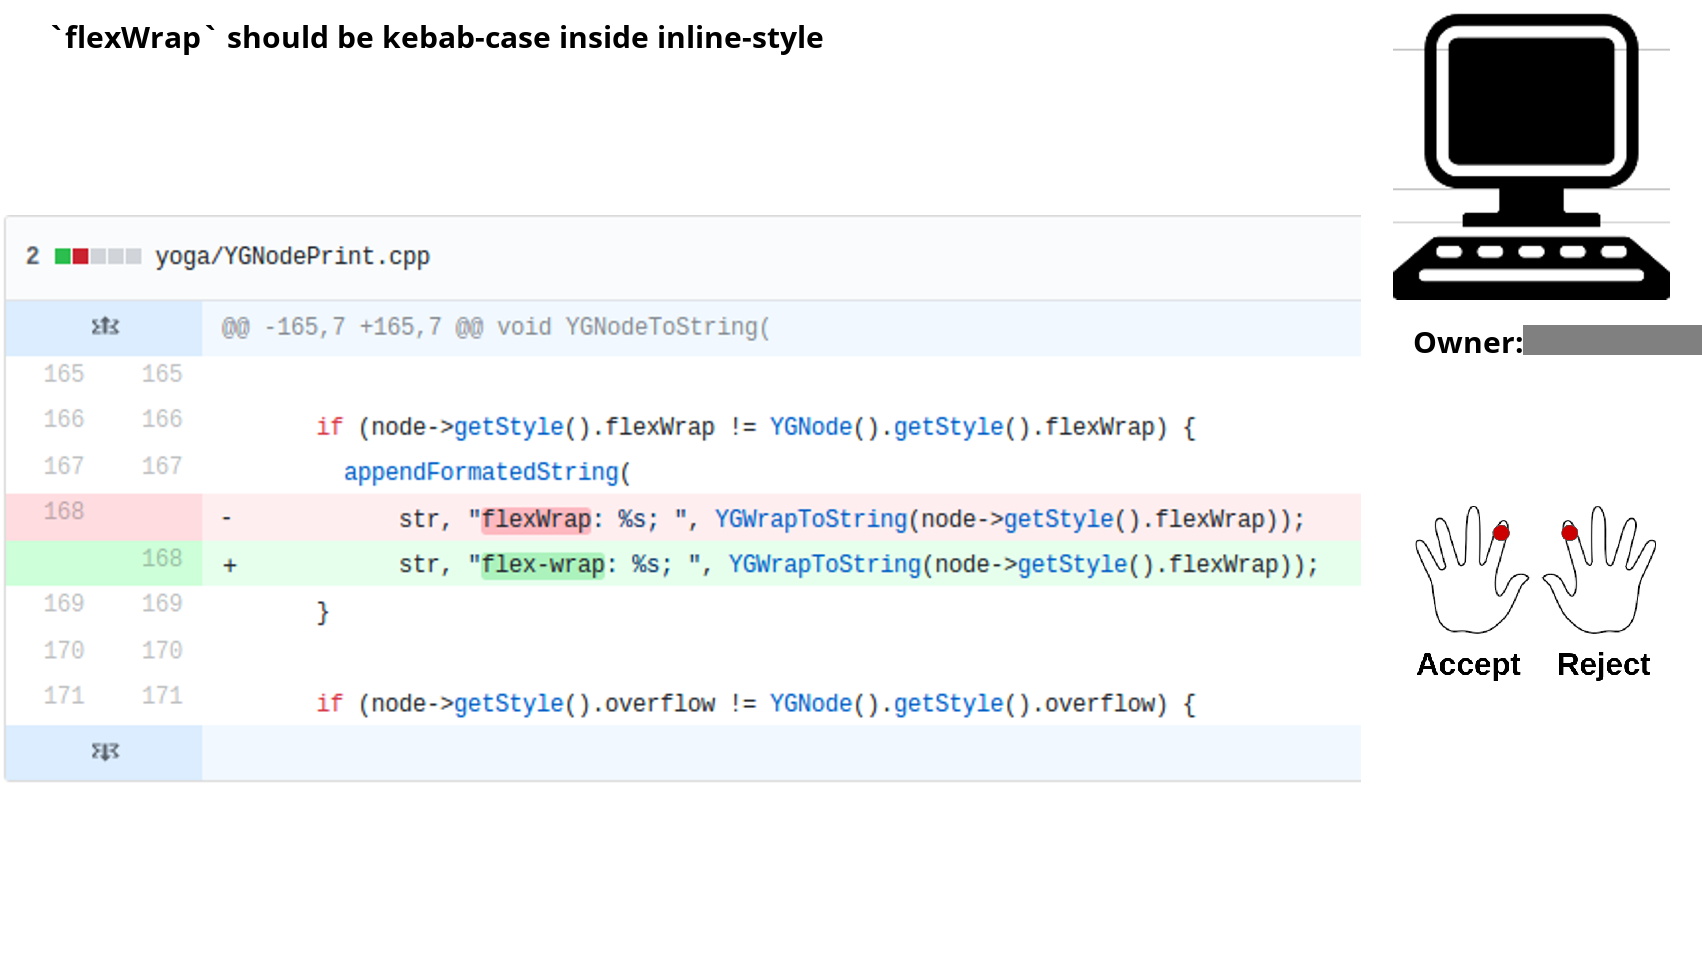 `flexWrap` should be kebab-case inside inline-style
2 yoga/YGNodePrint.cpp
@@ -165,7 +165,7 @@ void YGNodeToString(
165 165
166 166 if (node->getStyle().flexWrap != YGNode().getStyle().flexWrap) {
167 167 appendFormatedString(
168 - str, "flexWrap: %s; ", YGWrapToString(node->getStyle().flexWrap));
168 + str, "flex-wrap: %s; ", YGWrapToString(node->getStyle().flexWrap));
169 169 }
170 170
171 171 if (node->getStyle().overflow != YGNode().getStyle().overflow) {
Owner:
Accept Reject